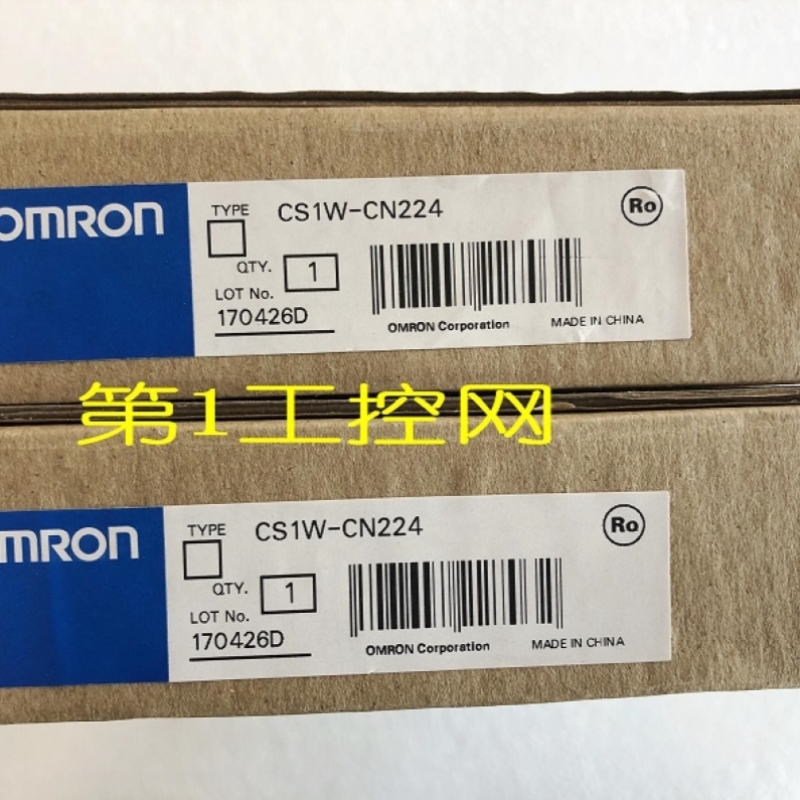 OMRON
TYPE CS1W-CN224
Ro
QTY. 1
LOT No.
170426D
OMRON Corporation MADE IN CHINA
第1工控网
MRON
TYPE CS1W-CN224
Ro
QTY. 1
LOT No.
170426D
OMRON Corporation MADE IN CHINA